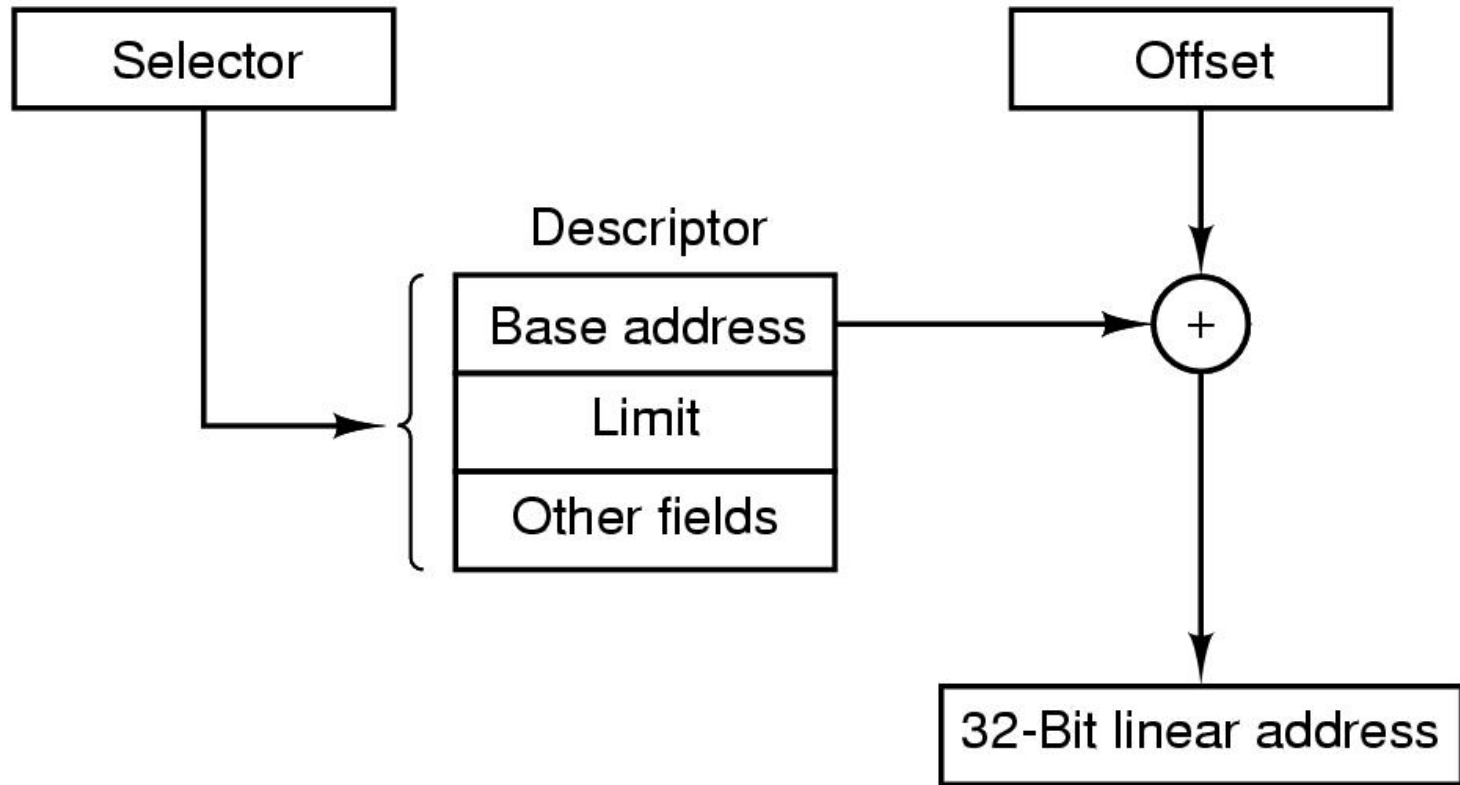 Selector
Offset
Descriptor
Base address
+
Limit
Other fields
32-Bit linear address